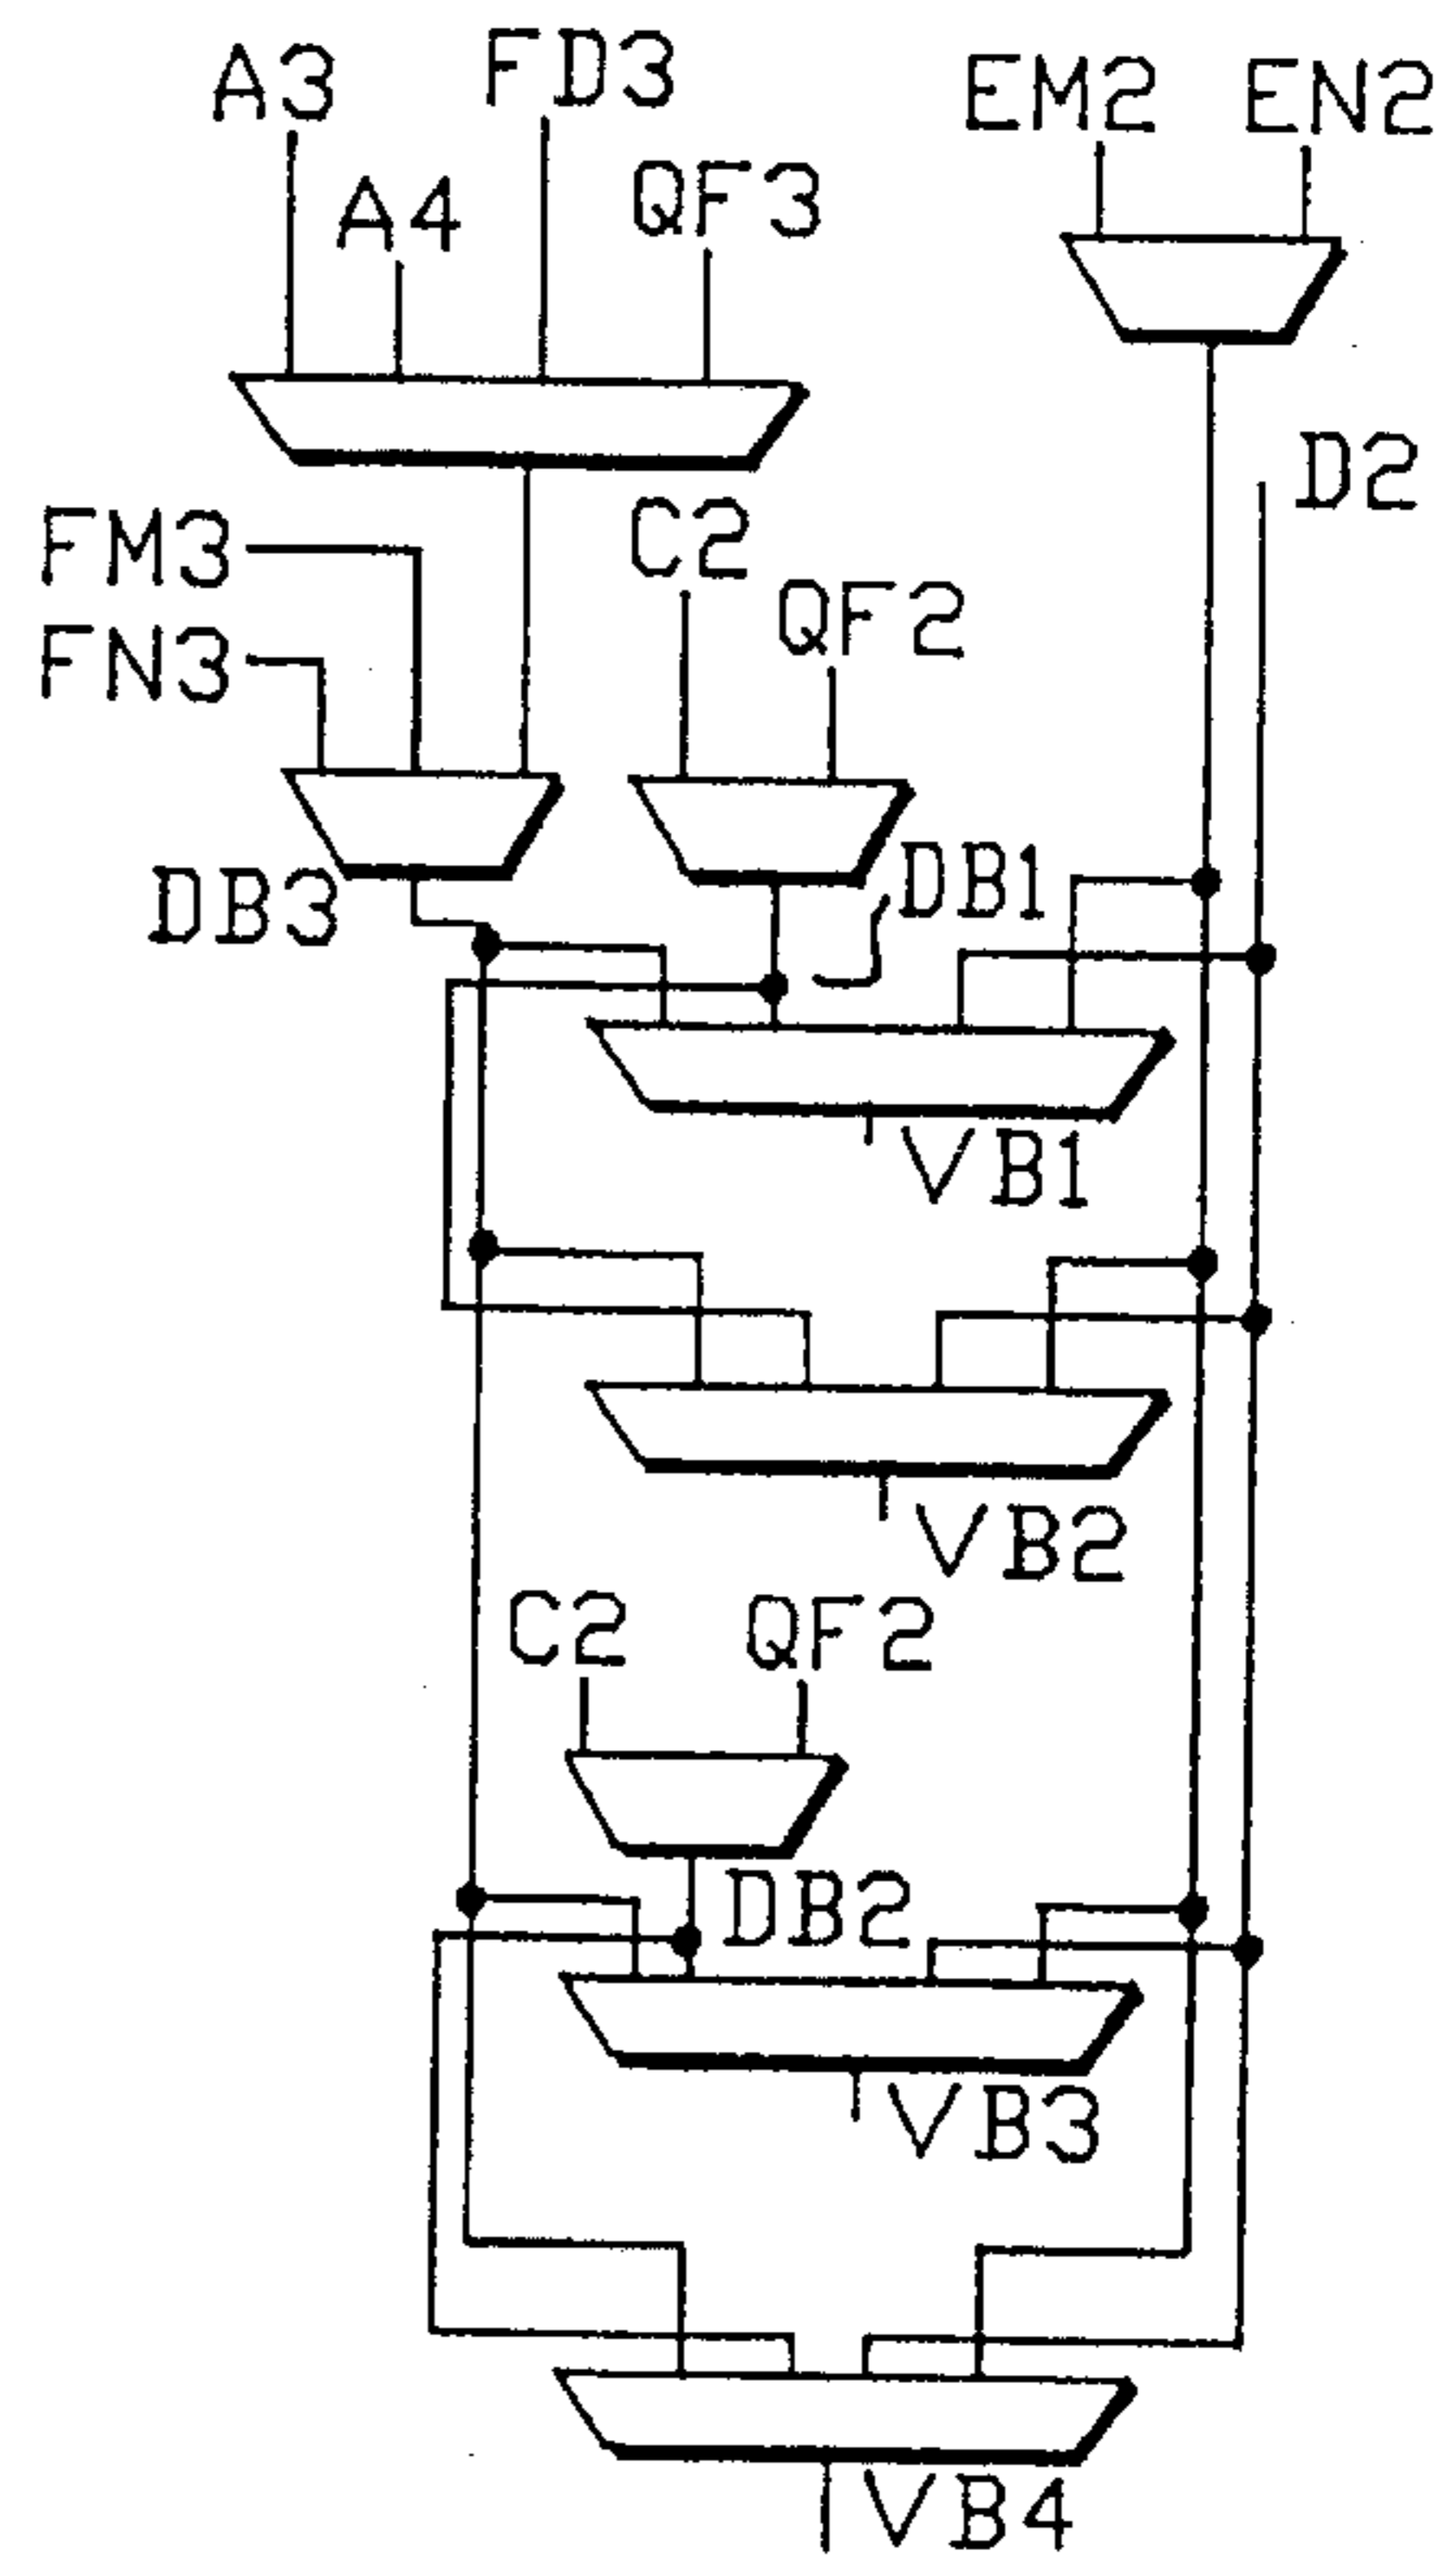 A3
FD3
EM2
EN2
A4
QF3
D2
FM3
C2
QF2
FN3
DB3
DB1
VB1
VB2
C2
QF2
DB2
VB3
VB4